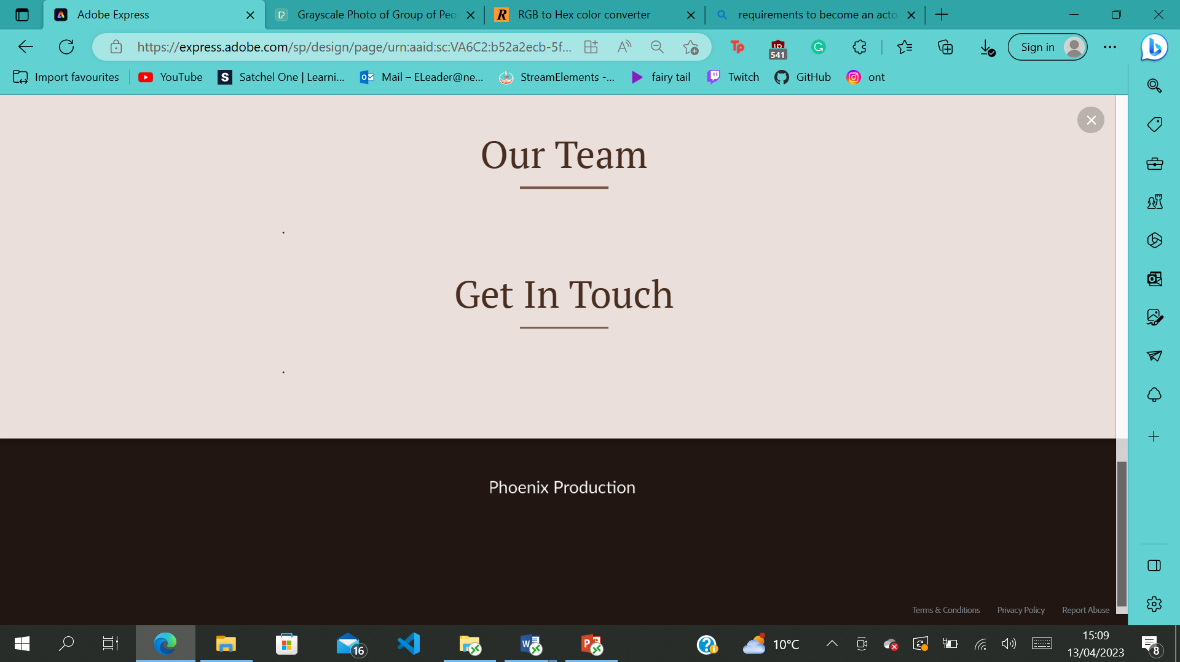 Adobe Express
Grayscale Photo of Group of Peo
RGB to Hex color converter
requirements to become an acto
https://express.adobe.com/sp/design/page/urn:aaid:sc:VA6C2:b52a2ecb-5f...
541
Sign in
Import favourites
YouTube
Satchel One | Learni...
Mail – ELeader@ne...
StreamElements -...
fairy tail
Twitch
GitHub
ont
Our Team
.
Get In Touch
.
Phoenix Production
Terms & Conditions
Privacy Policy
Report Abuse
16
10°C
15:09
13/04/2023
8